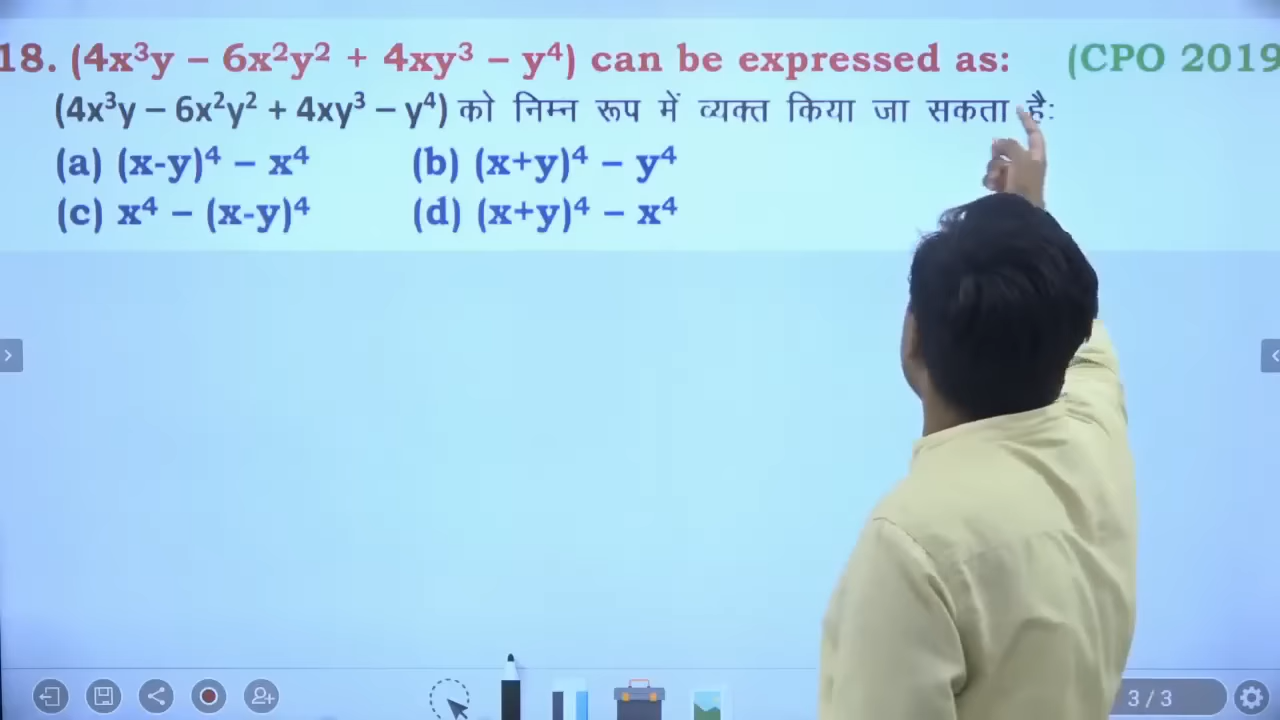 18. (4x³y – 6x²y² + 4xy³ – y⁴) can be expressed as: (CPO 2019
(4x³y – 6x²y² + 4xy³ – y⁴) को निम्न रूप में व्यक्त किया जा सकता है:
(a) (x-y)⁴ – x⁴ (b) (x+y)⁴ – y⁴
(c) x⁴ – (x-y)⁴ (d) (x+y)⁴ – x⁴
3 / 3